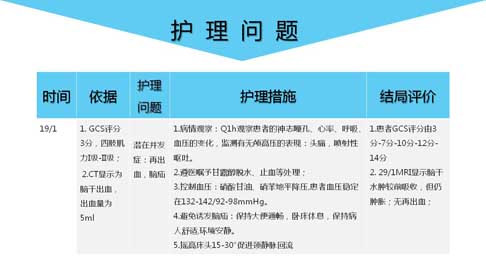 护 理 问 题
时间
依据
护理
问题
护理措施
结局评价
19/1
1. GCS评分
3分，四肢肌
力I级-II级；
2.CT显示为
脑干出血，
出血量为
5ml
潜在并发
症：再出
血，脑疝
1.病情观察：Q1h观察患者的神志瞳孔、心率、呼吸、
血压的变化，监测有无颅高压的表现：头痛，喷射性
呕吐。
2.遵医嘱予甘露醇脱水、止血等处理；
3.控制血压：硝酸甘油、硝苯地平降压,患者血压稳定
在132-142/92-98mmHg。
4.避免诱发脑疝：保持大便通畅，卧床休息，保持病
人舒适,环境安静。
5.摇高床头15-30°促进颈静脉回流
1.患者GCS评分由3
分-7分-10分-12分-
14分
2. 29/1MRI显示脑干
水肿较前吸收，但仍
肿胀；无再出血；